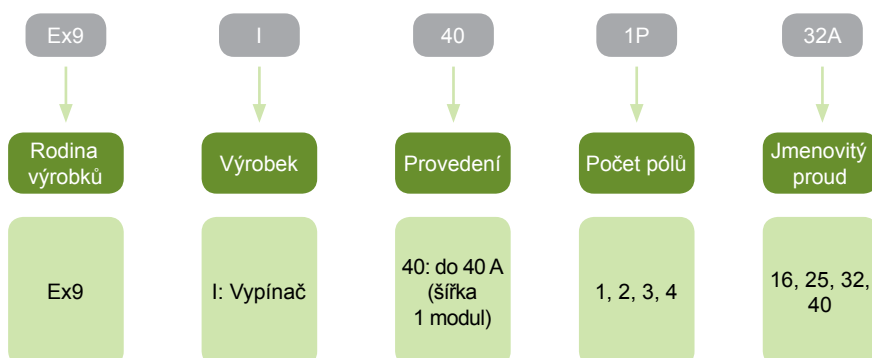 Ex9
I
40
1P
32A
Rodina
výrobků
Výrobek
Provedení
Počet pólů
Jmenovitý
proud
Ex9
I: Vypínač
40: do 40 A
(šířka
1 modul)
1, 2, 3, 4
16, 25, 32,
40